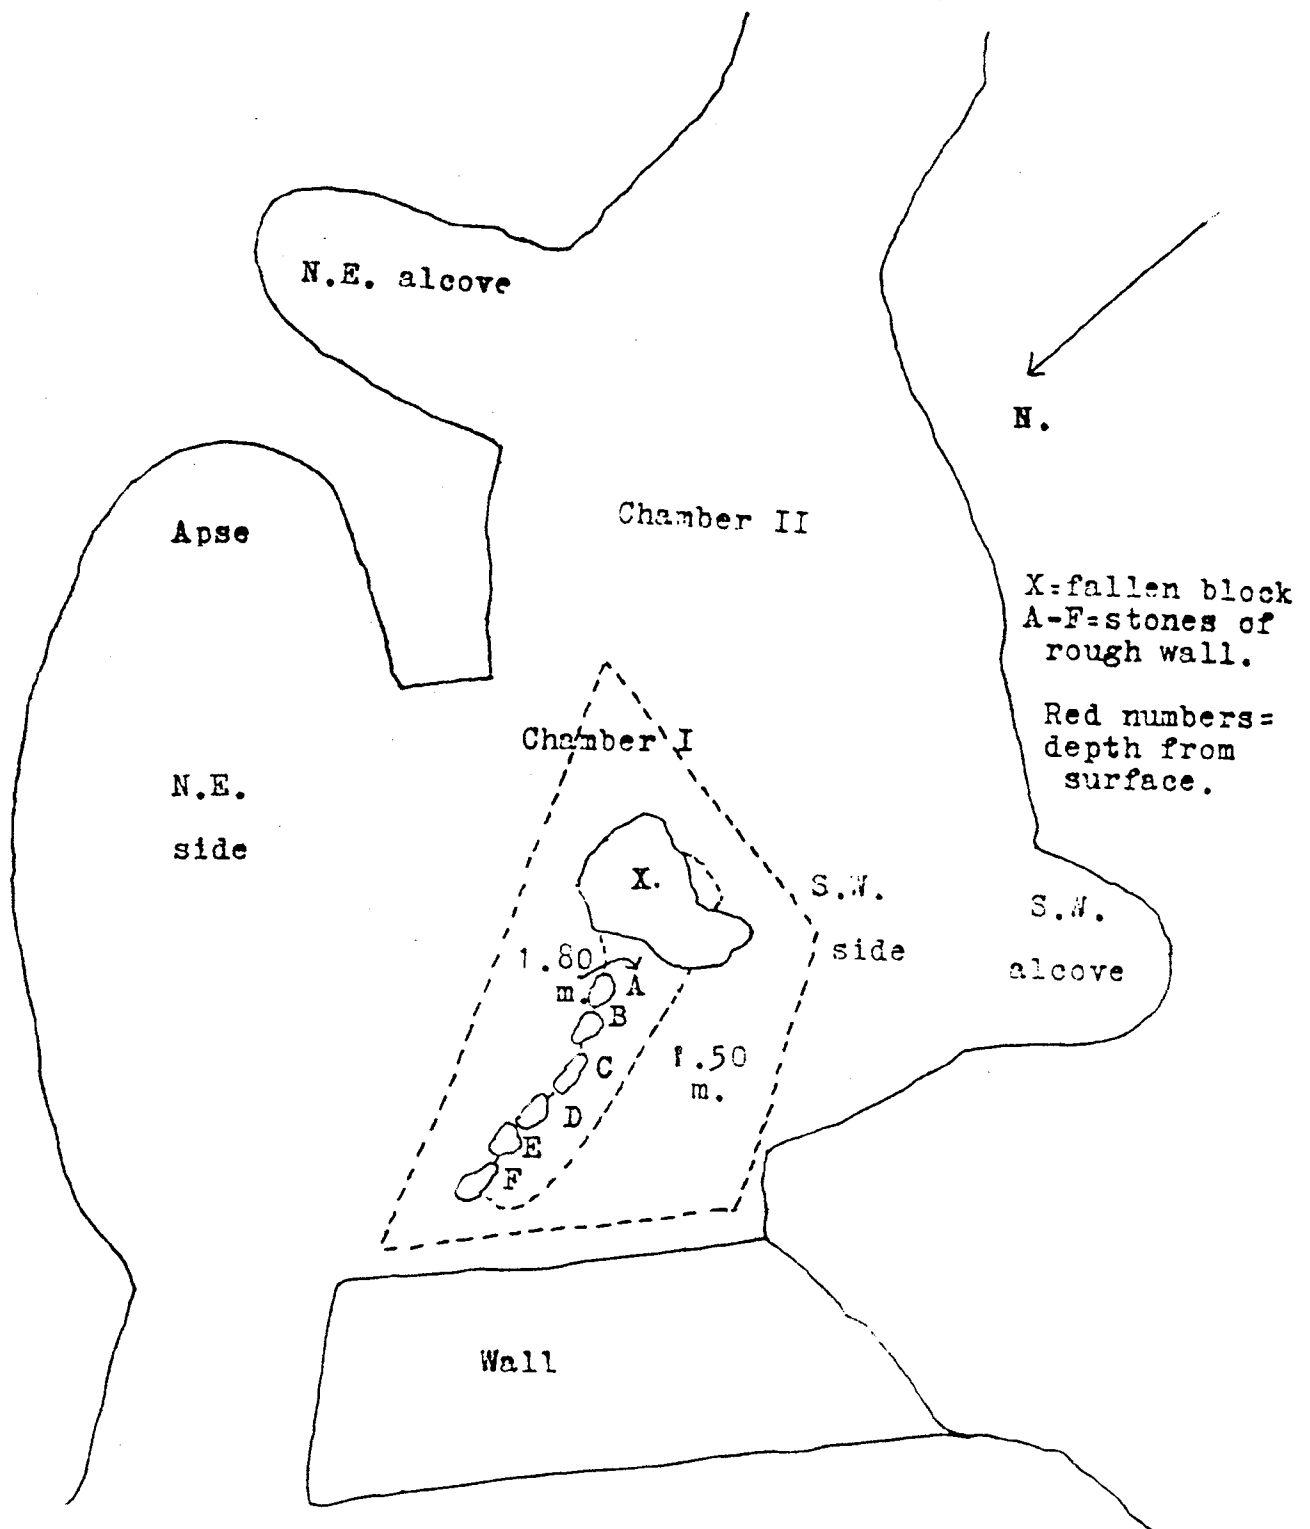 N.E. alcove
N.
Apse
Chamber II
X=fallen block
A-F=stones of
rough wall.
Red numbers=
depth from
surface.
Chamber I
N.E.
side
X.
S.W.
side
S.W.
alcove
1.80
m.
A
B
C
1.50
m.
D
E
F
Wall